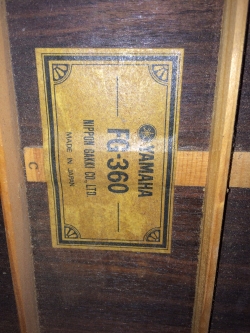 YAMAHA
FG-360
NIPPON GAKKI CO., LTD.
MADE IN JAPAN
C